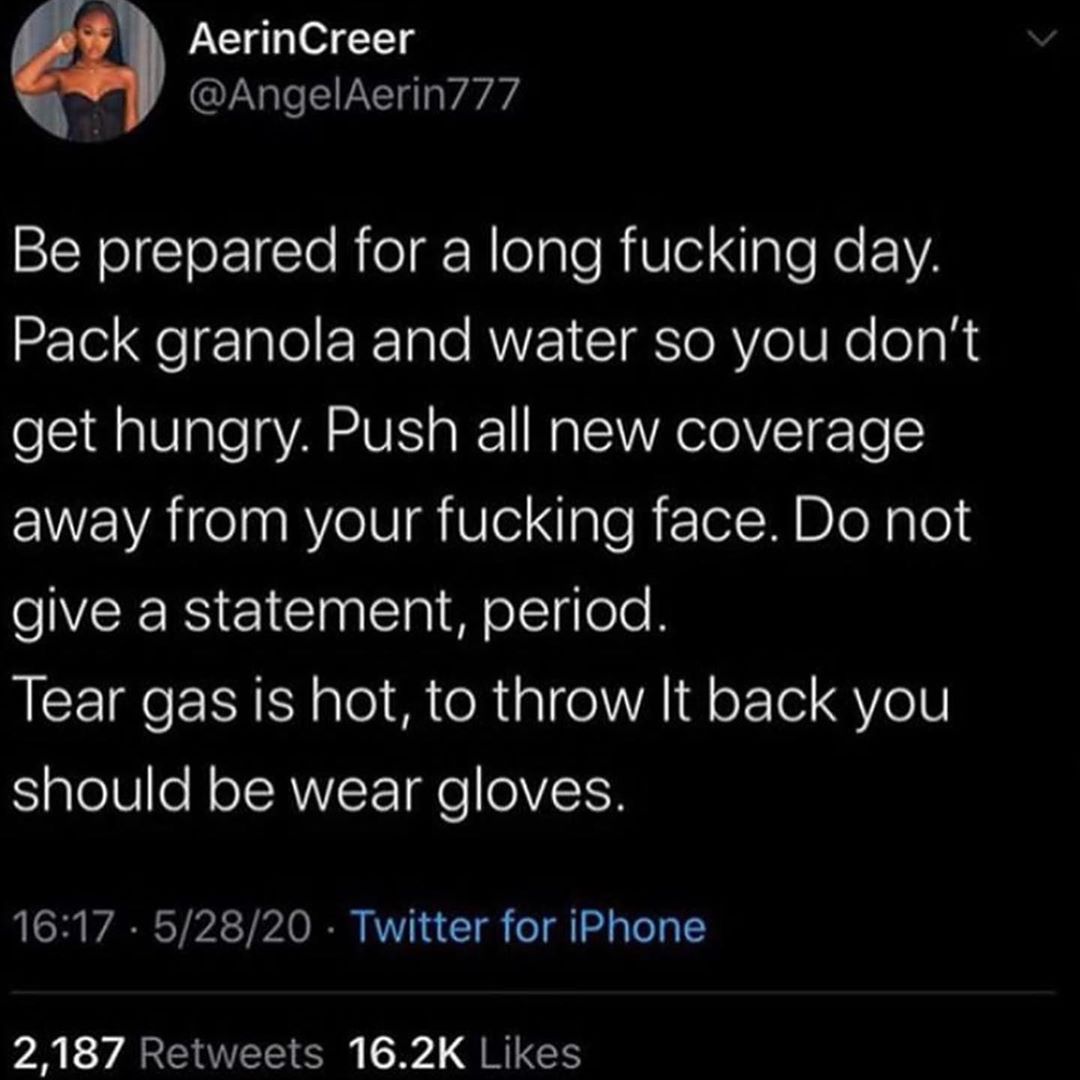 AerinCreer
@AngelAerin777
Be prepared for a long fucking day.
Pack granola and water so you don't
get hungry. Push all new coverage
away from your fucking face. Do not
give a statement, period.
Tear gas is hot, to throw It back you
should be wear gloves.
16:17 · 5/28/20 · Twitter for iPhone
2,187 Retweets 16.2K Likes